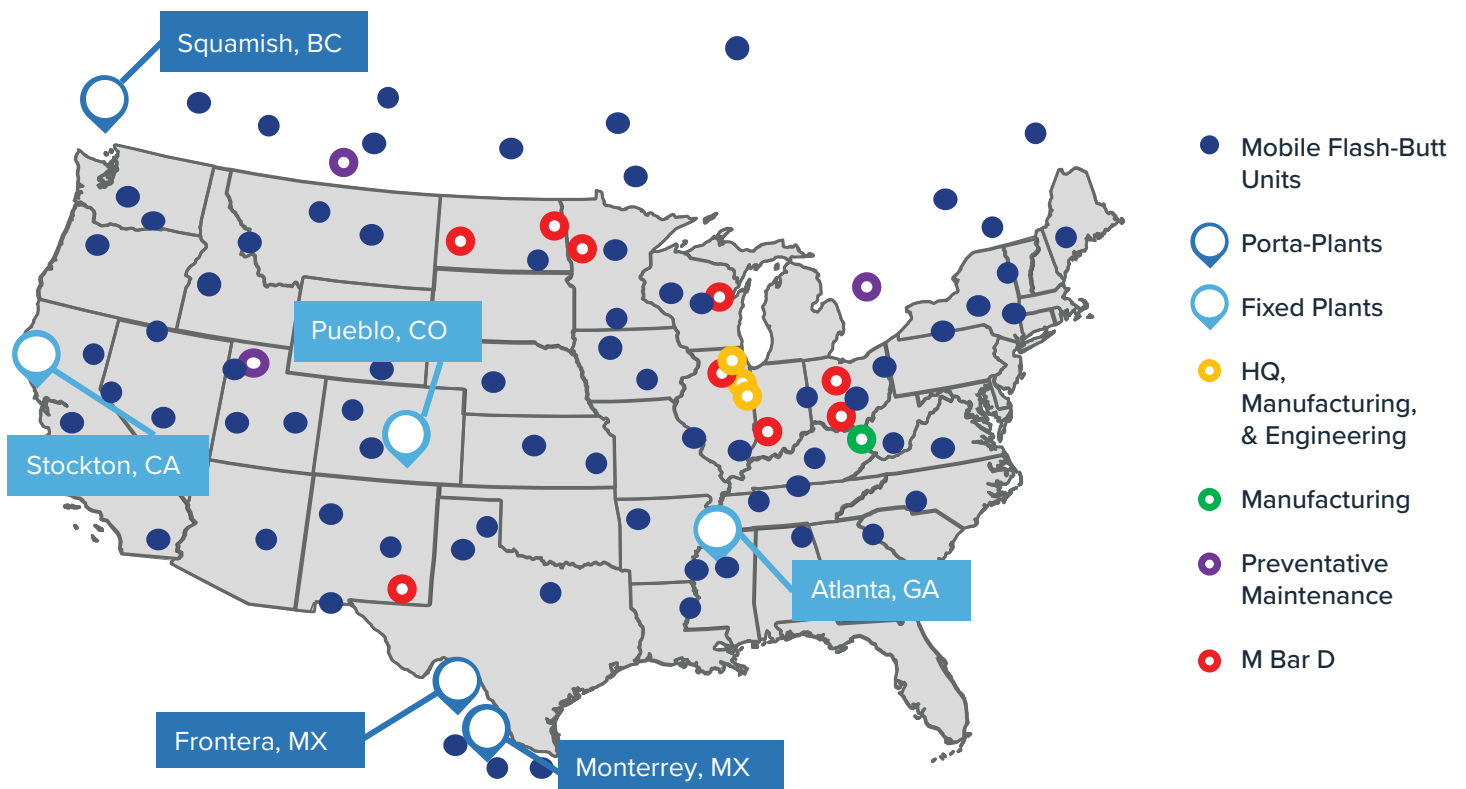 Squamish, BC
Pueblo, CO
Stockton, CA
Atlanta, GA
Frontera, MX
Monterrey, MX
Mobile Flash-Butt
Units
Porta-Plants
Fixed Plants
HQ,
Manufacturing,
& Engineering
Manufacturing
Preventative
Maintenance
M Bar D